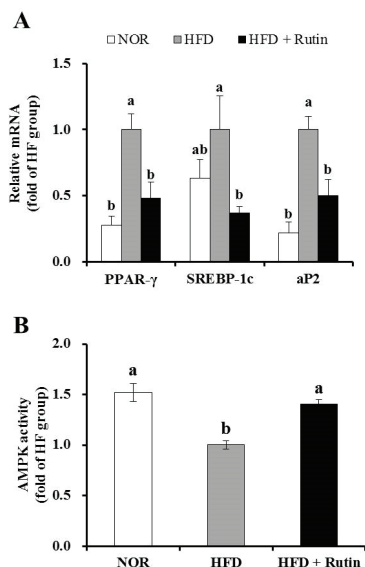 A
NOR HFD HFD + Rutin
Relative mRNA
(fold of HF group)
1.5
1.0
0.5
0.0
a
b
b
a
ab
b
a
b
b
PPAR-γ SREBP-1c aP2
B
AMPK activity
(fold of HF group)
2.0
1.5
1.0
0.5
0.0
a
b
a
NOR HFD HFD + Rutin